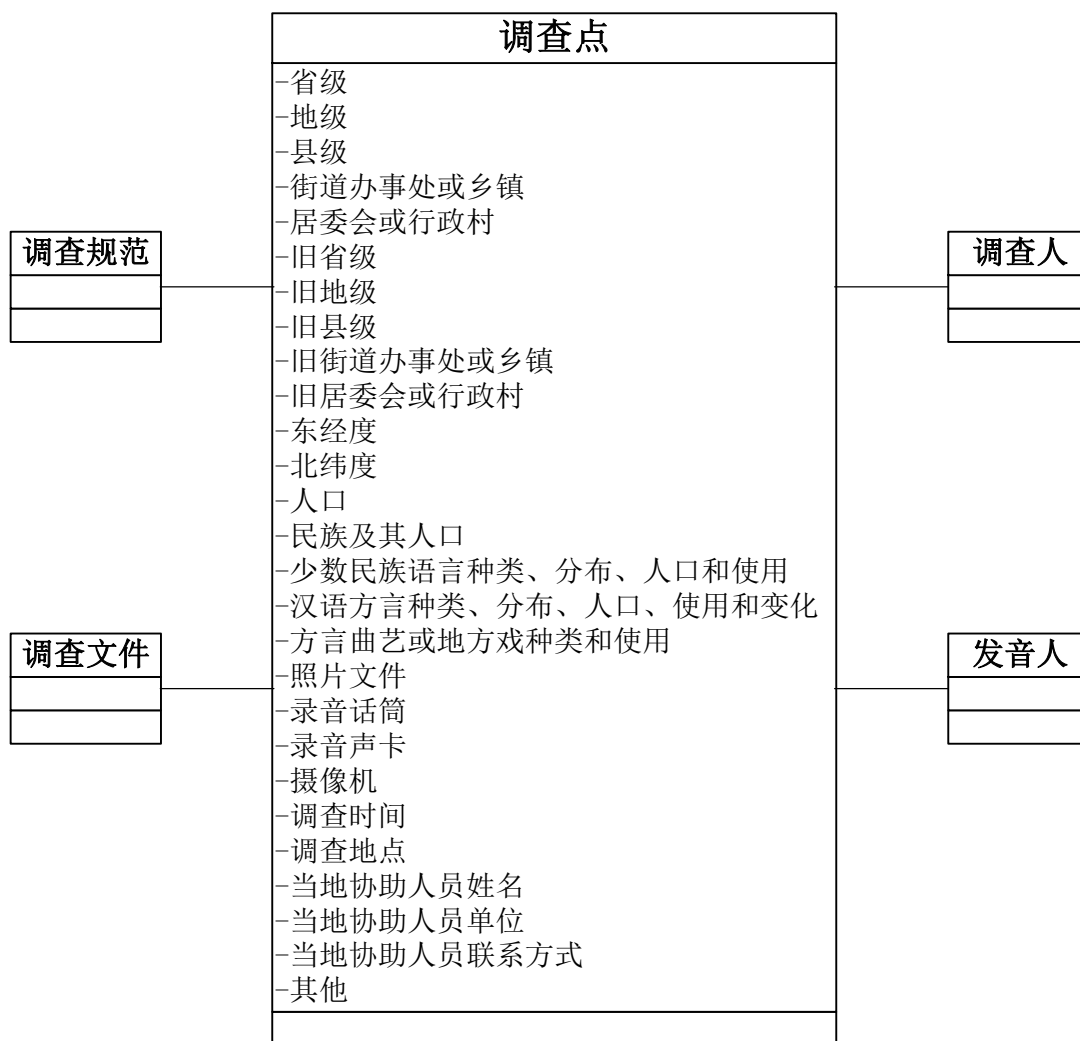 调查点
-省级
-地级
-县级
-街道办事处或乡镇
-居委会或行政村
-旧省级
-旧地级
-旧县级
-旧街道办事处或乡镇
-旧居委会或行政村
-东经度
-北纬度
-人口
-民族及其人口
-少数民族语言种类、分布、人口和使用
-汉语方言种类、分布、人口、使用和变化
-方言曲艺或地方戏种类和使用
-照片文件
-录音话筒
-录音声卡
-摄像机
-调查时间
-调查地点
-当地协助人员姓名
-当地协助人员单位
-当地协助人员联系方式
-其他
调查规范
调查文件
调查人
发音人